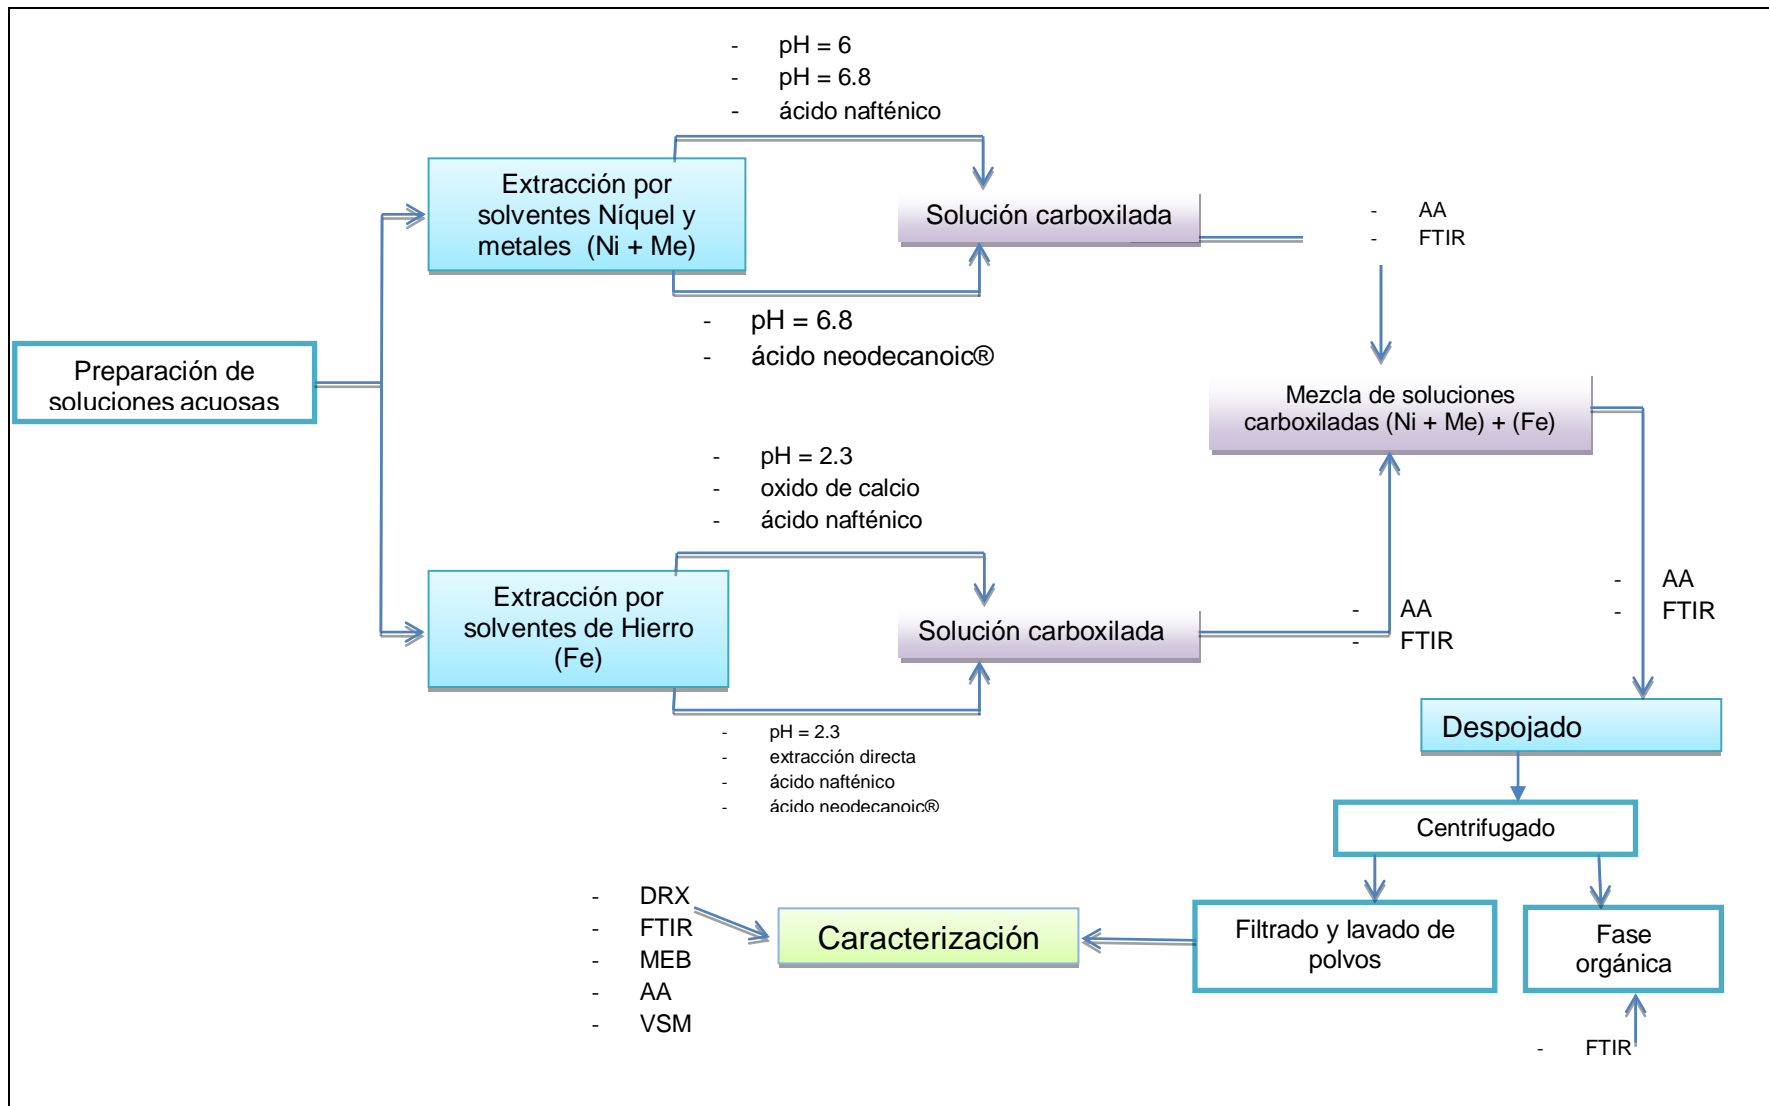 - pH = 6
- pH = 6.8
- ácido nafténico
Extracción por
solventes Níquel y
metales (Ni + Me)
Solución carboxilada
- AA
- FTIR
- pH = 6.8
- ácido neodecanoic®
Preparación de
soluciones acuosas
Mezcla de soluciones
carboxiladas (Ni + Me) + (Fe)
- pH = 2.3
- oxido de calcio
- ácido nafténico
Extracción por
solventes de Hierro
(Fe)
Solución carboxilada
- AA
- FTIR
- AA
- FTIR
- pH = 2.3
- extracción directa
- ácido nafténico
- ácido neodecanoic®
Despojado
Centrifugado
- DRX
- FTIR
- MEB
- AA
- VSM
Caracterización
Filtrado y lavado de
polvos
Fase
orgánica
- FTIR